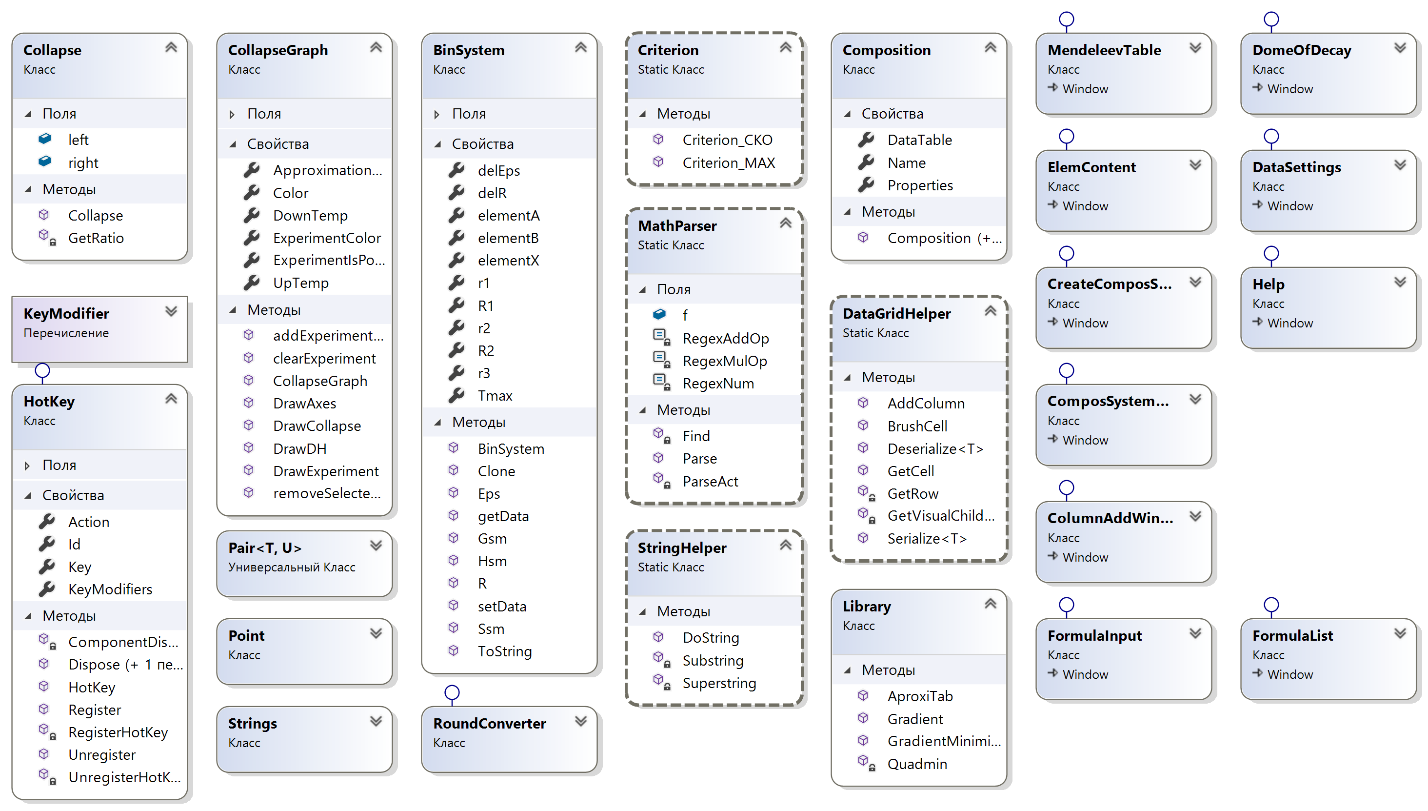 Collapse
Класс
Поля
left
right
Методы
Collapse
GetRatio
KeyModifier
Перечисление
HotKey
Класс
Поля
Свойства
Action
Id
Key
KeyModifiers
Методы
ComponentDis...
Dispose (+ 1 пе...
HotKey
Register
RegisterHotKey
Unregister
UnregisterHotK...
CollapseGraph
Класс
Поля
Свойства
Approximation...
Color
DownTemp
ExperimentColor
ExperimentIsPo...
UpTemp
Методы
addExperiment...
clearExperiment
CollapseGraph
DrawAxes
DrawCollapse
DrawDH
DrawExperiment
removeSelecte...
Pair<T, U>
Универсальный Класс
Point
Класс
Strings
Класс
BinSystem
Класс
Поля
Свойства
delEps
delR
elementA
elementB
elementX
r1
R1
r2
R2
r3
Tmax
Методы
BinSystem
Clone
Eps
getData
Gsm
Hsm
R
setData
Ssm
ToString
RoundConverter
Класс
Criterion
Static Класс
Методы
Criterion_CKO
Criterion_MAX
MathParser
Static Класс
Поля
f
RegexAddOp
RegexMulOp
RegexNum
Методы
Find
Parse
ParseAct
StringHelper
Static Класс
Методы
DoString
Substring
Superstring
Composition
Класс
Свойства
DataTable
Name
Properties
Методы
Composition (+...
DataGridHelper
Static Класс
Методы
AddColumn
BrushCell
Deserialize<T>
GetCell
GetRow
GetVisualChild...
Serialize<T>
Library
Класс
Методы
AproxiTab
Gradient
GradientMinimi...
Quadmin
MendeleevTable
Класс
Window
ElemContent
Класс
Window
CreateComposS...
Класс
Window
ComposSystem...
Класс
Window
ColumnAddWin...
Класс
Window
FormulaInput
Класс
Window
DomeOfDecay
Класс
Window
DataSettings
Класс
Window
Help
Класс
Window
FormulaList
Класс
Window